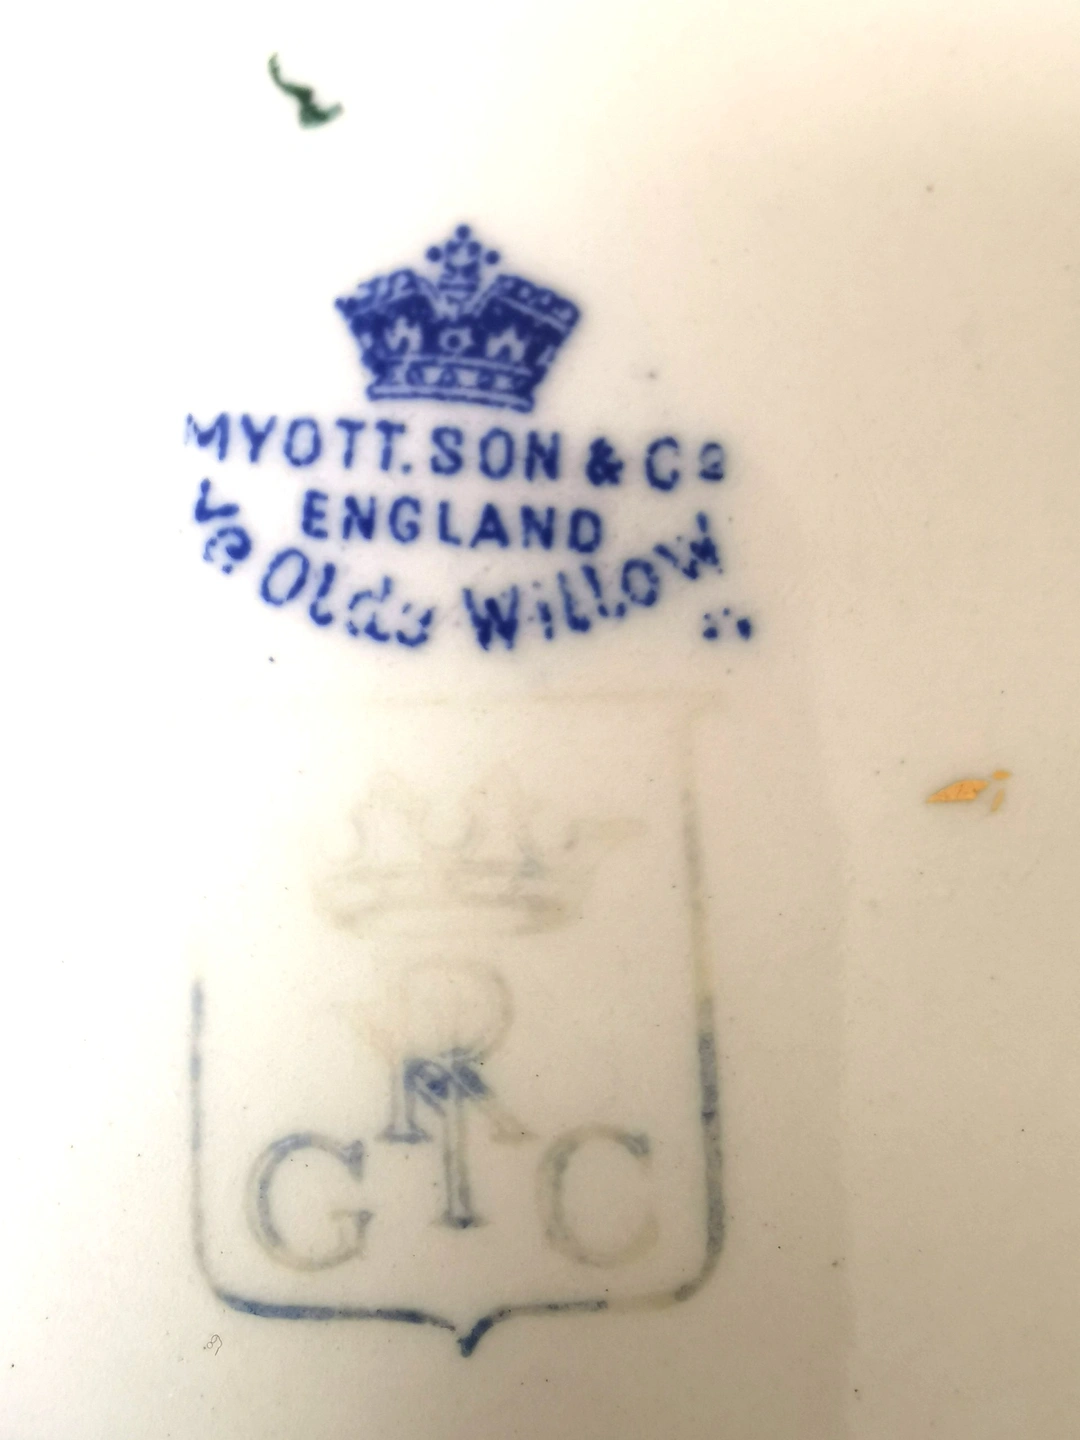 MYOTT. SON & Co
ENGLAND
Ye Olde Willow
R
G T C